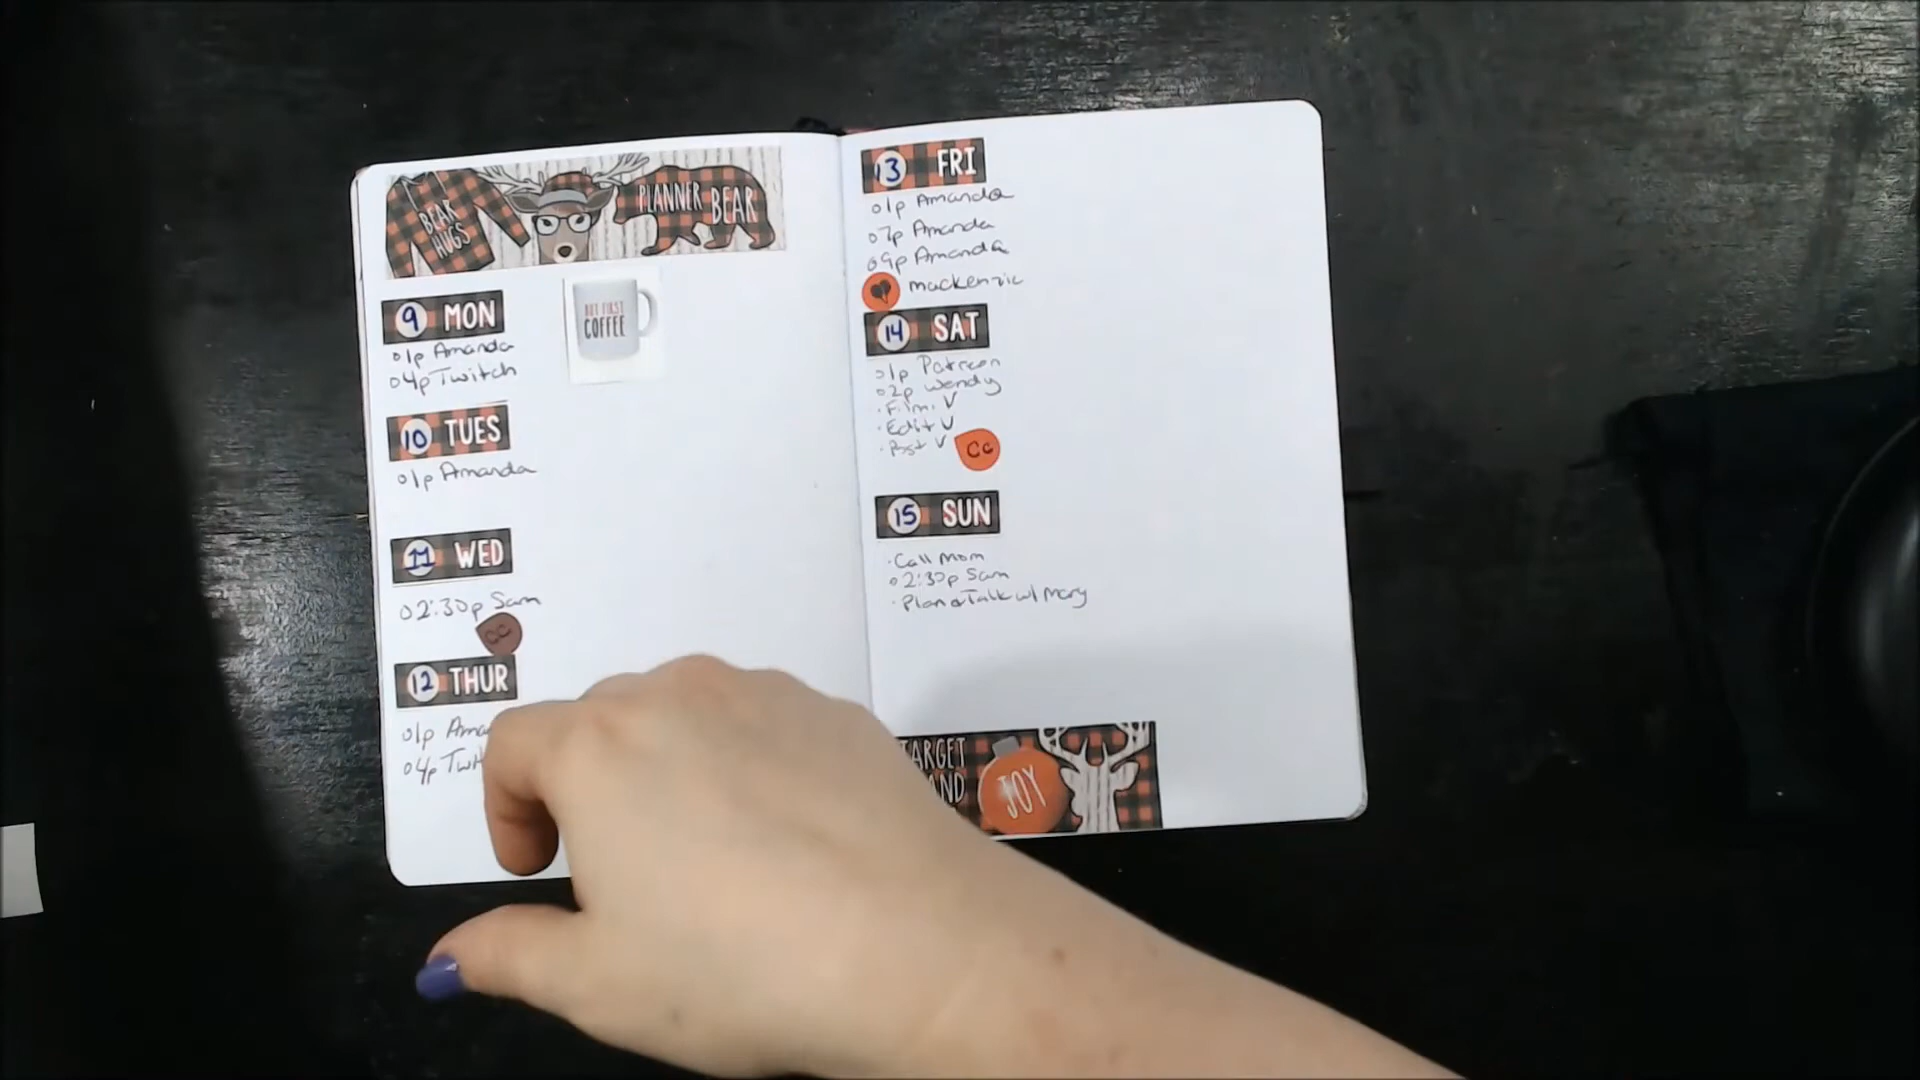 BEAR
HUGS
PLANNER BEAR
9 MON
BUT FIRST
COFFEE
o1p Amanda
o4p Twitch
10 TUES
o1p Amanda
11 WED
o2:30p Sam
CC
12 THUR
o1p Aman
o4p Twit
13 FRI
o1p Amanda
o7p Amanda
o9p Amanda
mackenzie
14 SAT
o1p Patreon
o2p Wendy
· Film V
· Edit V
· Post V
CC
15 SUN
· Call mom
o2:30p Sam
· Plan & Talk w/ Mary
TARGET
AND
JOY